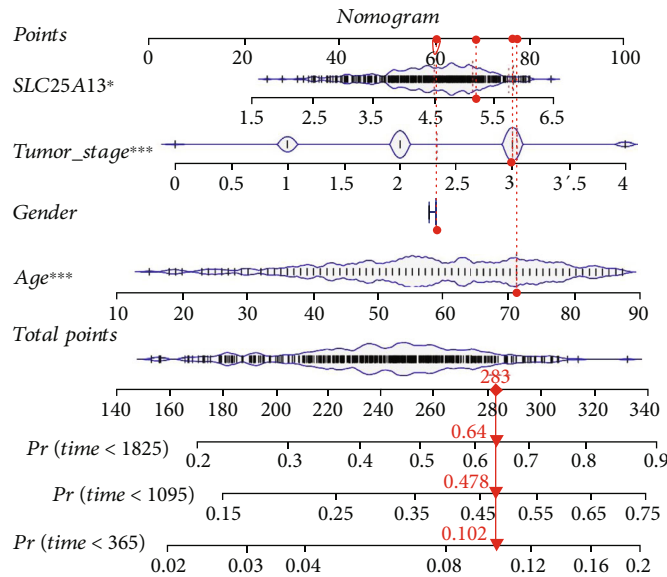 Nomogram
Points
0 20 40 60 80 100
SLC25A13*
1.5 2.5 3.5 4.5 5.5 6.5
Tumor_stage***
0 0.5 1 1.5 2 2.5 3 3´.5 4
Gender
Age***
10 20 30 40 50 60 70 80 90
Total points
283
140 160 180 200 220 240 260 280 300 320 340
0.64
Pr (time < 1825)
0.2 0.3 0.4 0.5 0.6 0.7 0.8 0.9
0.478
Pr (time < 1095)
0.15 0.25 0.35 0.45 0.55 0.65 0.75
0.102
Pr (time < 365)
0.02 0.03 0.04 0.08 0.12 0.16 0.2